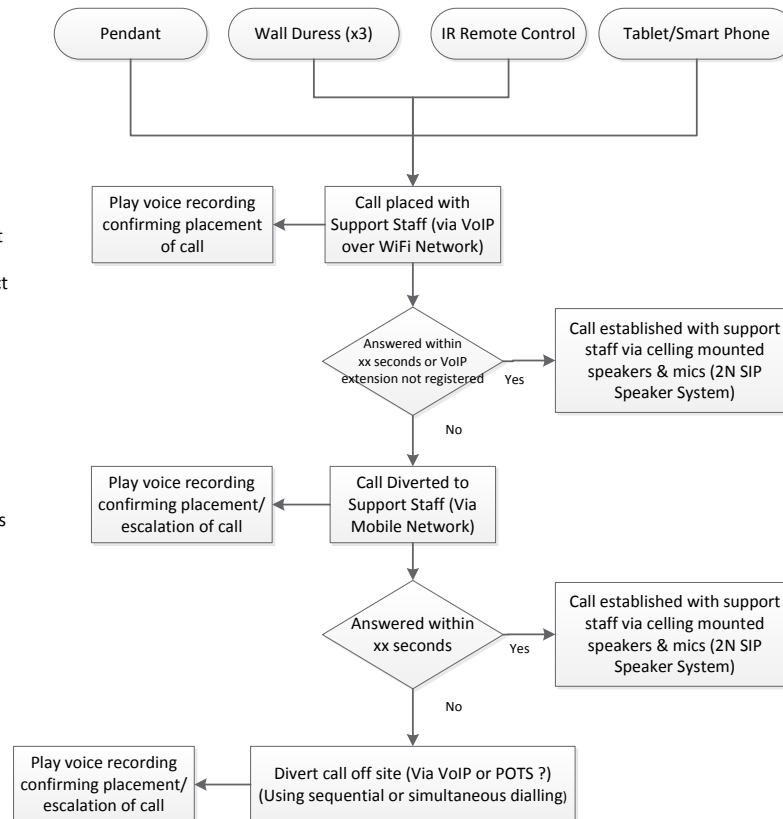 Pendant
Wall Duress (x3)
IR Remote Control
Tablet/Smart Phone
Play voice recording
confirming placement
of call
Call placed with
Support Staff (via VoIP
over WiFi Network)
t
ct
Answered within
xx seconds or VoIP
extension not registered
Yes
Call established with support
staff via celling mounted
speakers & mics (2N SIP
Speaker System)
No
Play voice recording
confirming placement/
escalation of call
Call Diverted to
Support Staff (Via
Mobile Network)
s
Answered within
xx seconds
Yes
Call established with support
staff via celling mounted
speakers & mics (2N SIP
Speaker System)
No
Play voice recording
confirming placement/
escalation of call
Divert call off site (Via VoIP or POTS ?)
(Using sequential or simultaneous dialling)